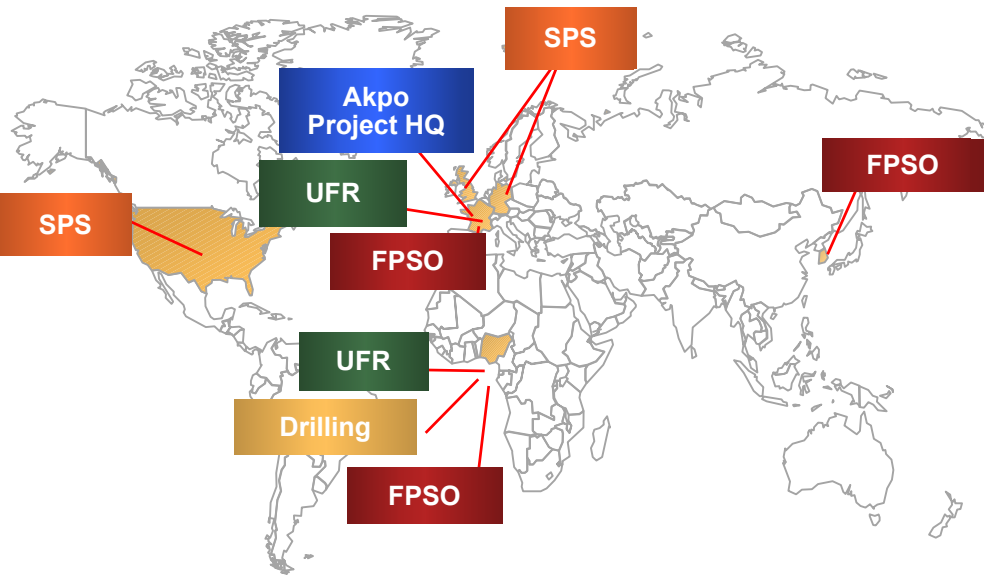 SPS
Akpo
Project HQ
FPSO
UFR
SPS
FPSO
UFR
Drilling
FPSO